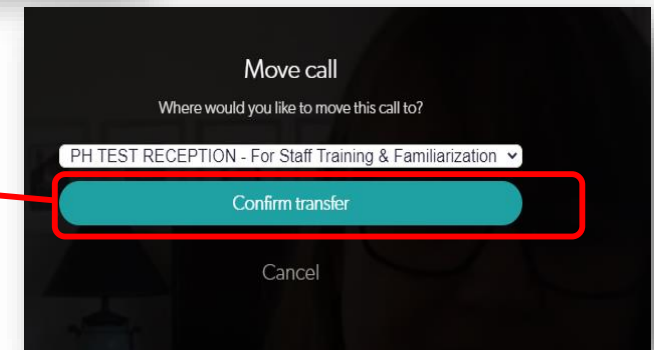 Move call
Where would you like to move this call to?
PH TEST RECEPTION - For Staff Training & Familiarization
Confirm transfer
Cancel